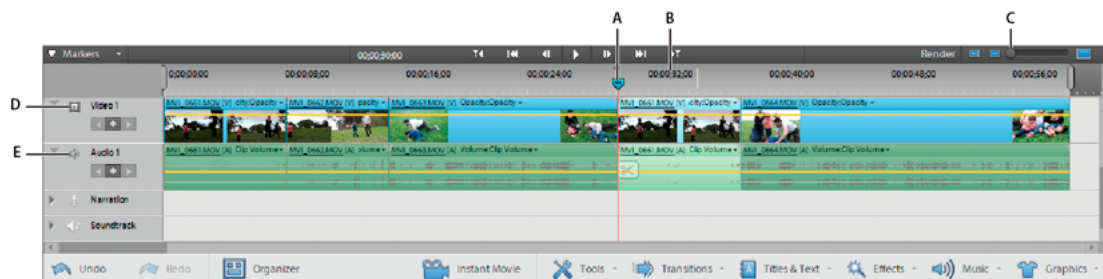 A B C
Markers 00;00;30;00 Render
0;00;00;00 00;00;08;00 00;00;16;00 00;00;24;00 00;00;32;00 00;00;40;00 00;00;48;00 00;00;56;00
D Video 1 MVI_0661.MOV [V] city:Opacity MVI_0662.MOV [V] pacity MVI_0663.MOV [V] Opacity:Opacity MVI_0661.MOV [V] city:Opacity MVI_0664.MOV [V] Opacity:Opacity
E Audio 1 MVI_0661.MOV [A] Clip Volume MVI_0662.MOV [A] :lume MVI_0663.MOV [A] Volume:Clip Volume MVI_0661.MOV [A] Clip Volume MVI_0664.MOV [A] Volume:Clip Volume
Narration
Soundtrack
Undo Redo Organizer Instant Movie Tools Transitions Titles & Text Effects Music Graphics